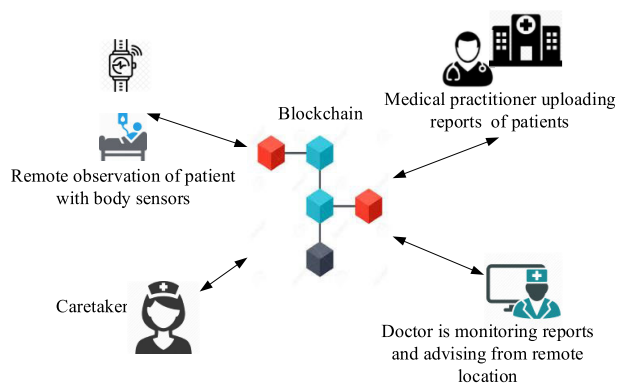 Blockchain
Medical practitioner uploading
reports of patients
Remote observation of patient
with body sensors
Caretaker
Doctor is monitoring reports
and advising from remote
location